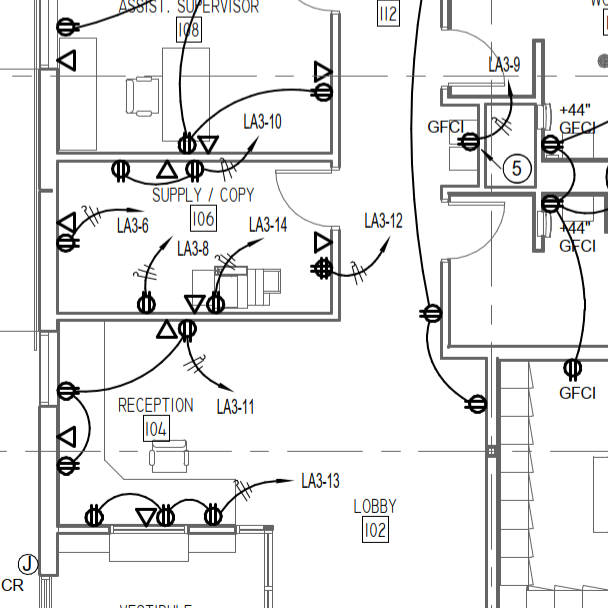 ASSIST. SUPERVISOR
108
112
WO
LA3-9
LA3-10
GFCI
+44"
GFCI
5
SUPPLY / COPY
106
LA3-6
LA3-14
LA3-12
LA3-8
+44"
GFCI
GFCI
RECEPTION
104
LA3-11
LA3-13
LOBBY
102
J
CR
VESTIBULE